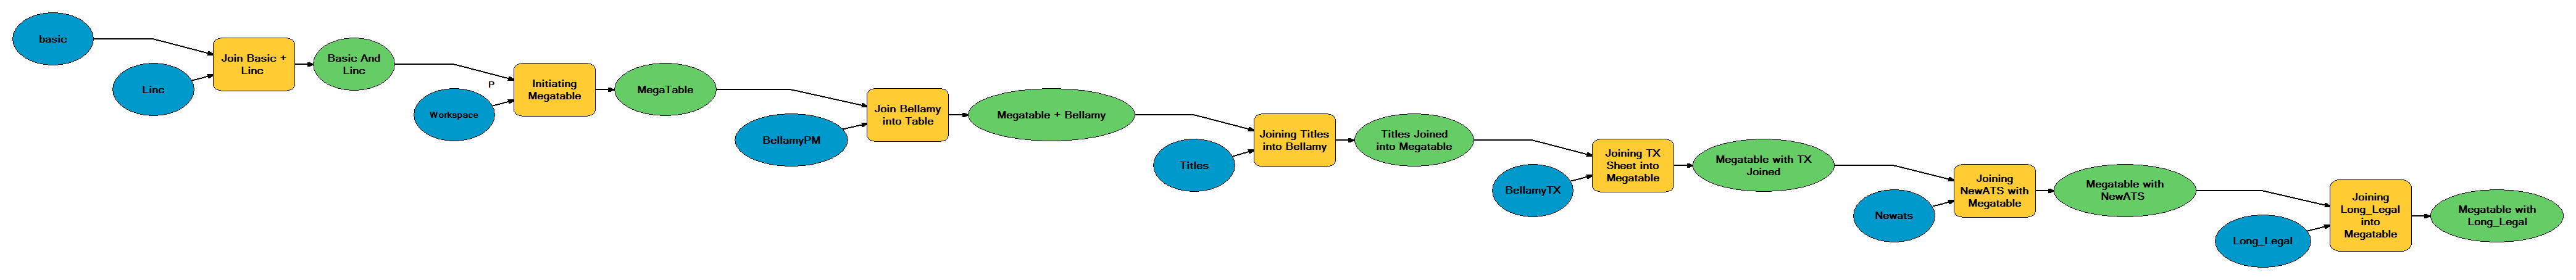 basic
Linc
Join Basic +
Linc
Basic And
Linc
P
Workspace
Initiating
Megatable
MegaTable
BellamyPM
Join Bellamy
into Table
Megatable + Bellamy
Titles
Joining Titles
into Bellamy
Titles Joined
into Megatable
BellamyTX
Joining TX
Sheet into
Megatable
Megatable with TX
Joined
Newats
Joining
NewATS with
Megatable
Megatable with
NewATS
Long_Legal
Joining
Long_Legal
into
Megatable
Megatable with
Long_Legal